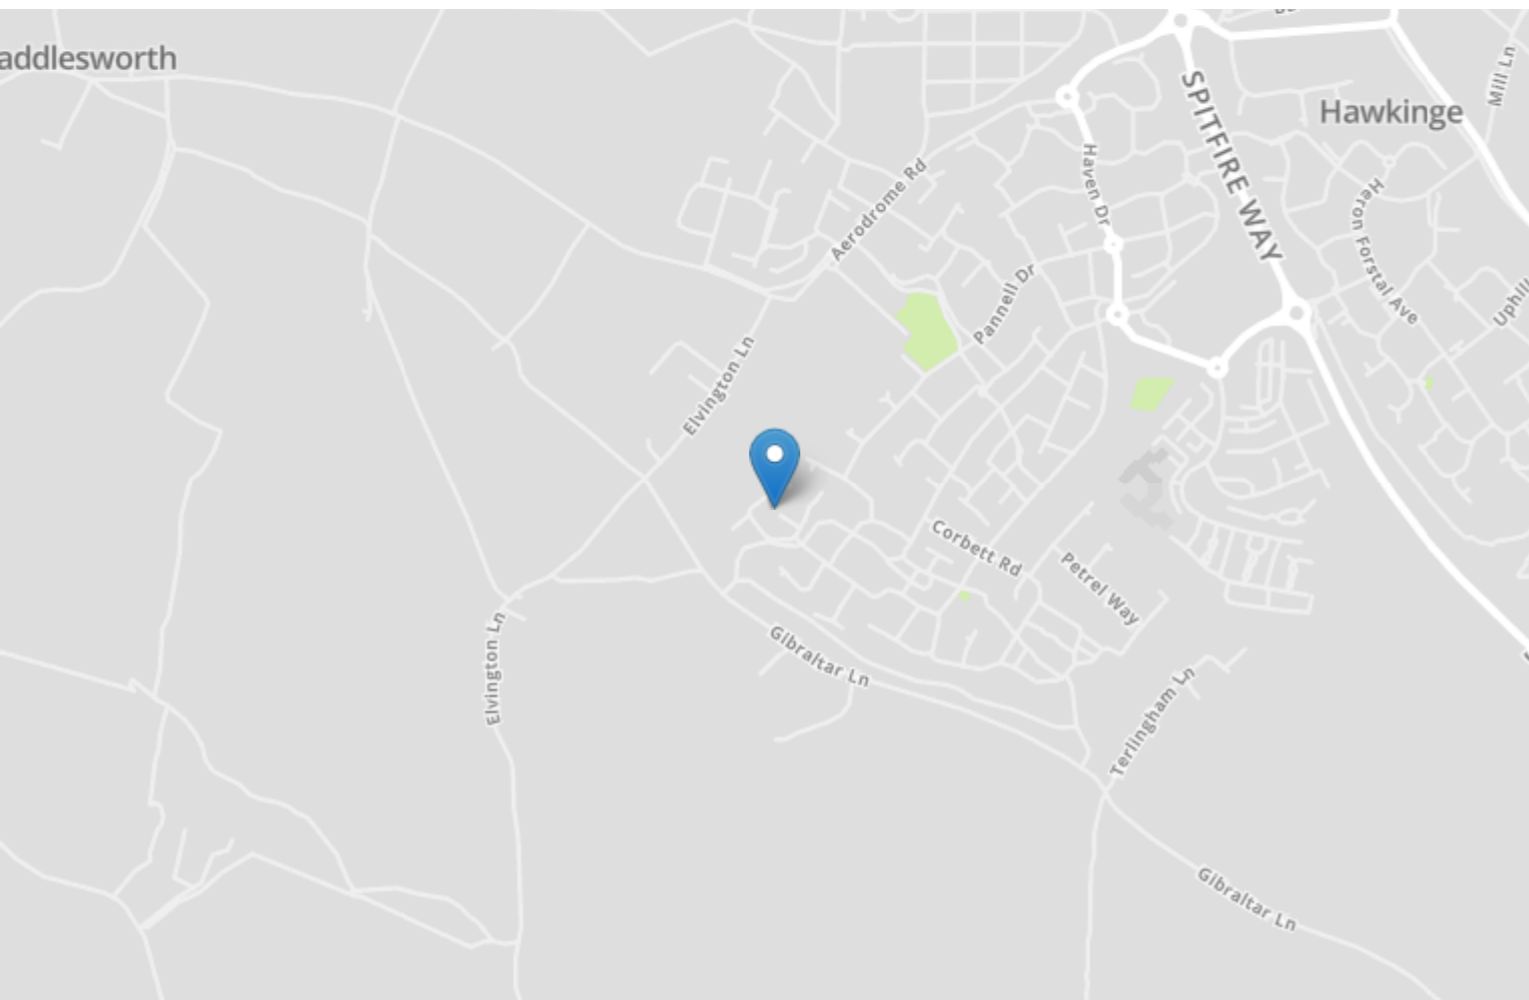 addlesworth
Mill Ln
SPITFIRE WAY
Hawkinge
Haven Dr
Aerodrome Rd
Heron Forstal Ave
Pannell Dr
Uphill
Elvington Ln
Corbett Rd
Petrel Way
Elvington Ln
Gibraltar Ln
Terlingham Ln
Gibraltar Ln